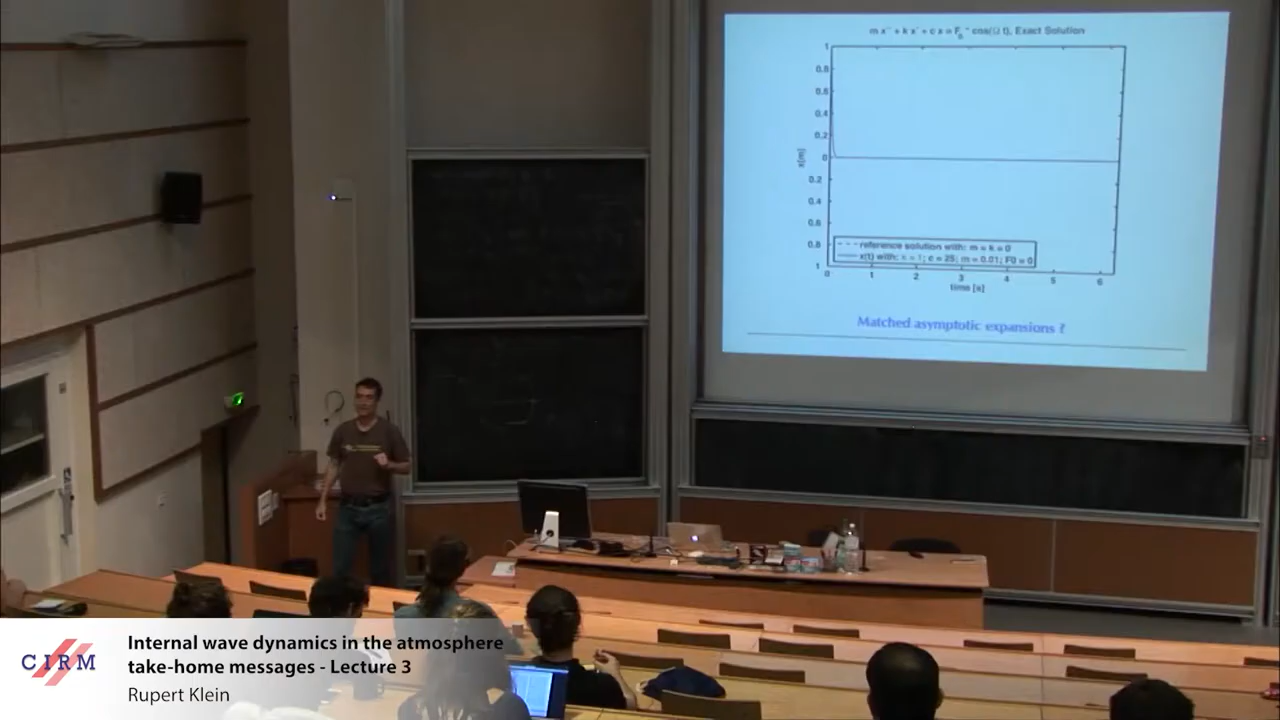 m x'' + k x' + c x = F₀ * cos(Ω t), Exact Solution
1
0.8
0.6
0.4
0.2
0
0.2
0.4
0.6
0.8
1
x[m]
reference solution with: m = k = 0
x(t) with: k = 1; c = 25; m = 0.01; F0 = 0
0 1 2 3 4 5 6
time [s]
Matched asymptotic expansions ?
CIRM
Internal wave dynamics in the atmosphere
take-home messages - Lecture 3
Rupert Klein